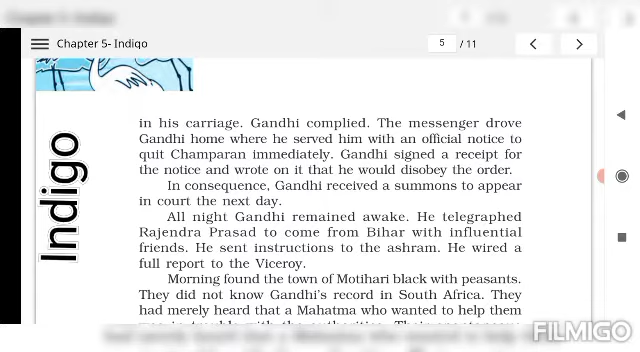 Chapter 5- Indigo
5 / 11
in his carriage. Gandhi complied. The messenger drove
Gandhi home where he served him with an official notice to
quit Champaran immediately. Gandhi signed a receipt for
the notice and wrote on it that he would disobey the order.
In consequence, Gandhi received a summons to appear
in court the next day.
All night Gandhi remained awake. He telegraphed
Rajendra Prasad to come from Bihar with influential
friends. He sent instructions to the ashram. He wired a
full report to the Viceroy.
Morning found the town of Motihari black with peasants.
They did not know Gandhi's record in South Africa. They
had merely heard that a Mahatma who wanted to help them
Indigo
FILMIGO